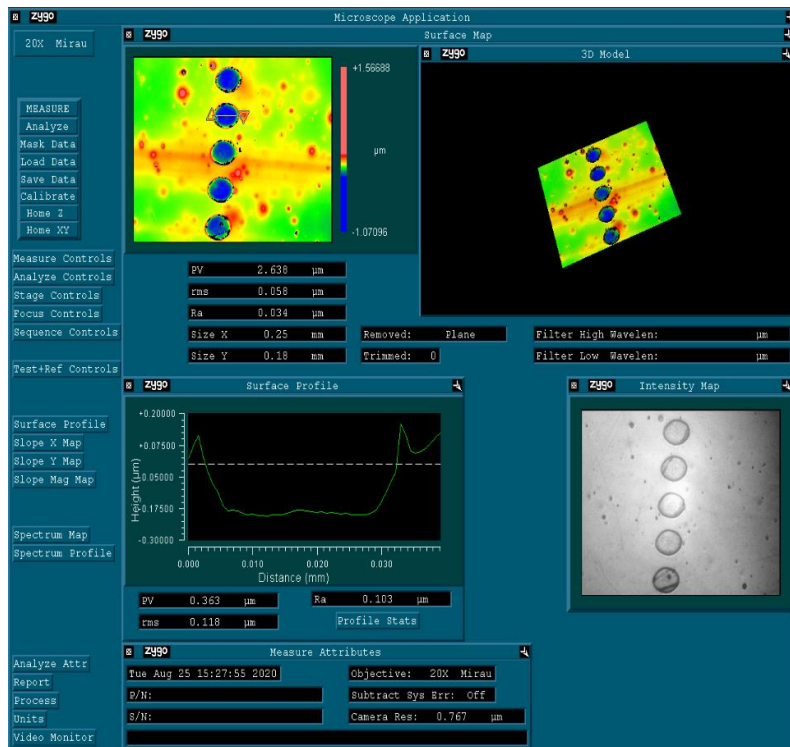 zygo Microscope Application
20X Mirau
MEASURE
Analyze
Mask Data
Load Data
Save Data
Calibrate
Home Z
Home XY
Measure Controls
Analyze Controls
Stage Controls
Focus Controls
Sequence Controls
Test+Ref Controls
Surface Profile
Slope X Map
Slope Y Map
Slope Mag Map
Spectrum Map
Spectrum Profile
Analyze Attr
Report
Process
Units
Video Monitor
zygo Surface Map
+1.56688
µm
-1.07096
zygo 3D Model
PV 2.638 µm
rms 0.058 µm
Ra 0.034 µm
Size X 0.25 mm
Size Y 0.18 mm
Removed: Plane
Trimmed: 0
Filter High Wavelen: µm
Filter Low Wavelen: µm
zygo Surface Profile
+0.20000
+0.07500
-0.05000
-0.17500
-0.30000
Height (µm)
0.000 0.010 0.020 0.030
Distance (mm)
PV 0.363 µm
rms 0.118 µm
Ra 0.103 µm
Profile Stats
zygo Intensity Map
zygo Measure Attributes
Tue Aug 25 15:27:55 2020
P/N:
S/N:
Objective: 20X Mirau
Subtract Sys Err: Off
Camera Res: 0.767 µm